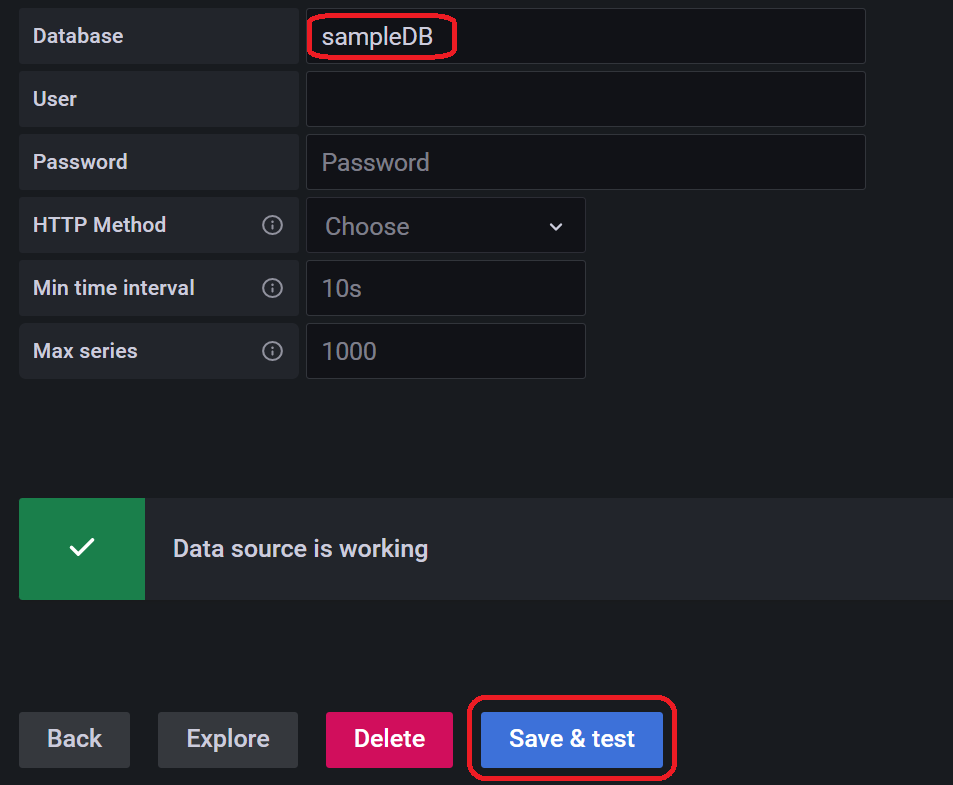 Database sampleDB
User
Password Password
HTTP Method Choose
Min time interval 10s
Max series 1000
Data source is working
Back Explore Delete Save & test